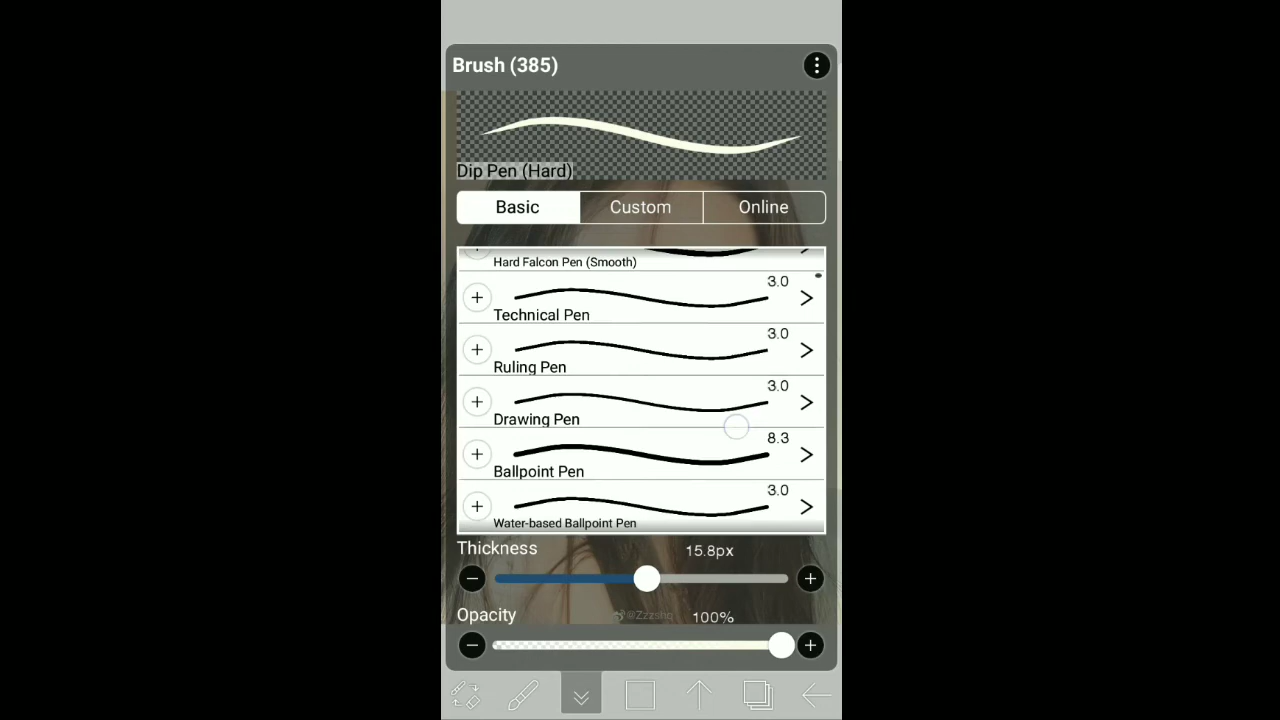 Brush (385)
Dip Pen (Hard)
Basic
Custom
Online
Hard Falcon Pen (Smooth)
3.0
Technical Pen
3.0
Ruling Pen
3.0
Drawing Pen
8.3
Ballpoint Pen
3.0
Water-based Ballpoint Pen
Thickness
15.8px
Opacity
@Zzzshq
100%